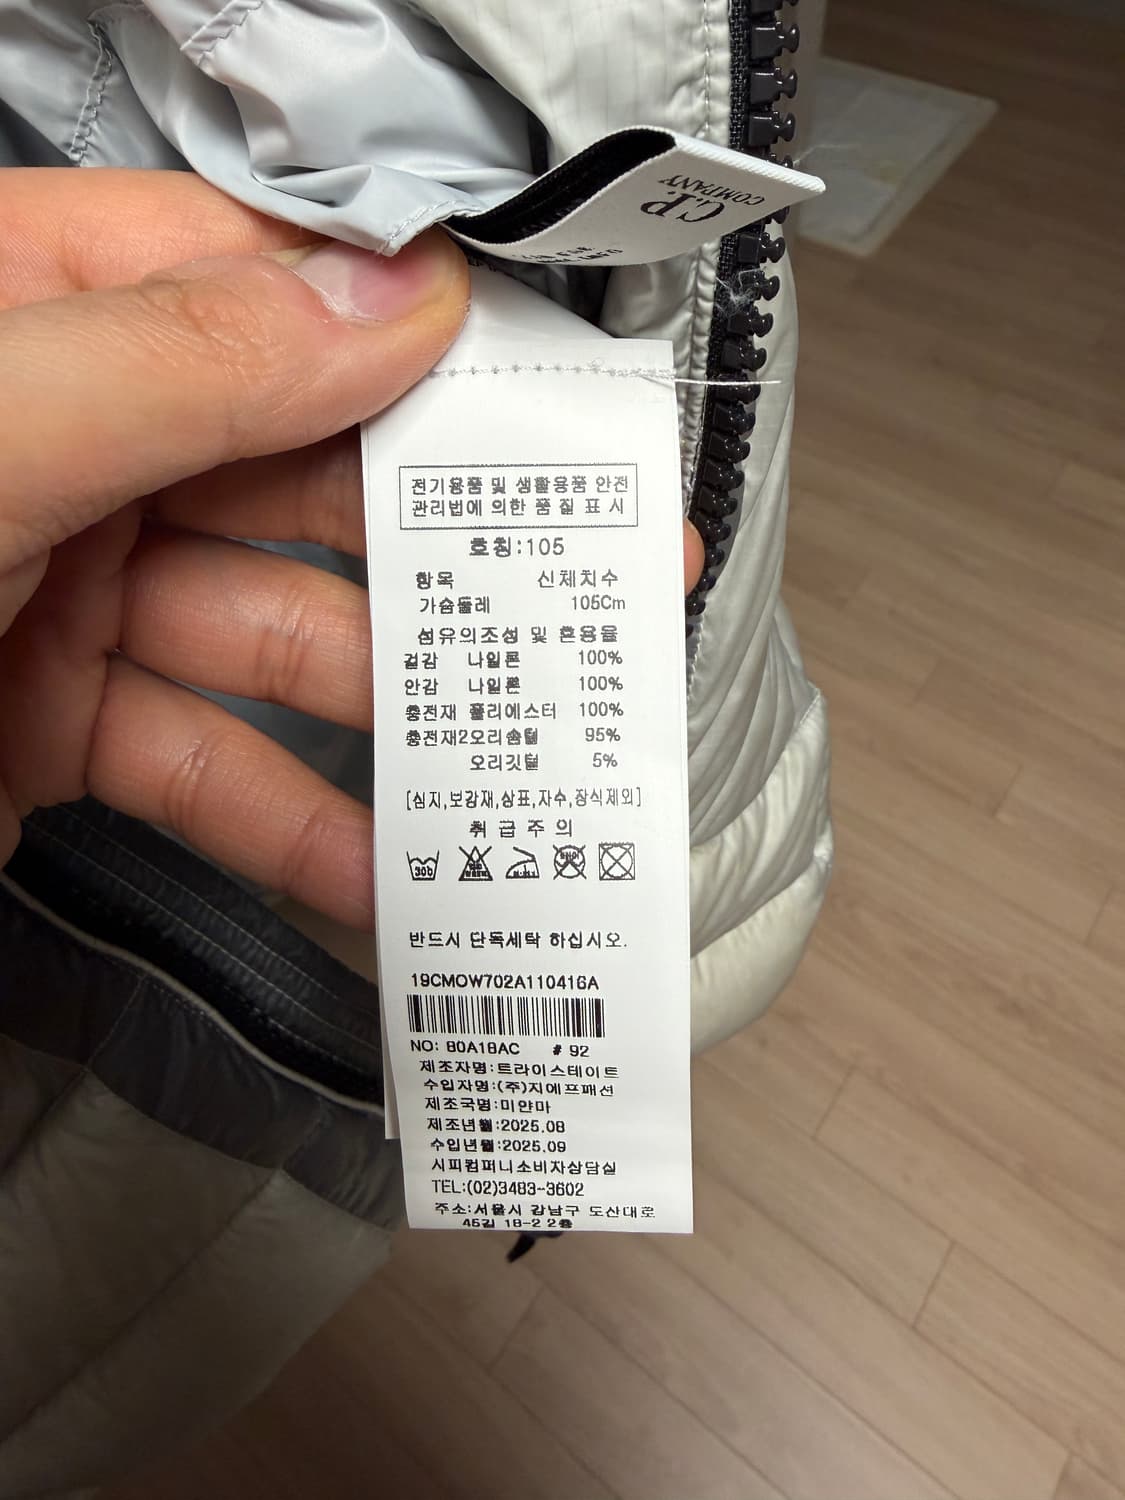 C.P.
COMPANY
전기용품 및 생활용품 안전
관리법에 의한 품 질 표 시
호칭:105
항목 신체치수
가슴둘레 105Cm
섬유의조성 및 혼용율
겉감 나일론 100%
안감 나일론 100%
충전재 폴리에스터 100%
충전재2오리솜털 95%
오리깃털 5%
[심지,보강재,상표,자수,장식제외]
취 급 주 의
반드시 단독세탁 하십시오.
19CMOW702A110416A
NO: B0A1BAC # 92
제조자명:트라이스테이트
수입자명:(주)지에프패션
제조국명:미얀마
제조년월:2025.08
수입년월:2025.09
시피컴퍼니소비자상담실
TEL:(02)3483-3602
주소:서울시 강남구 도산대로
45길 18-2 2층